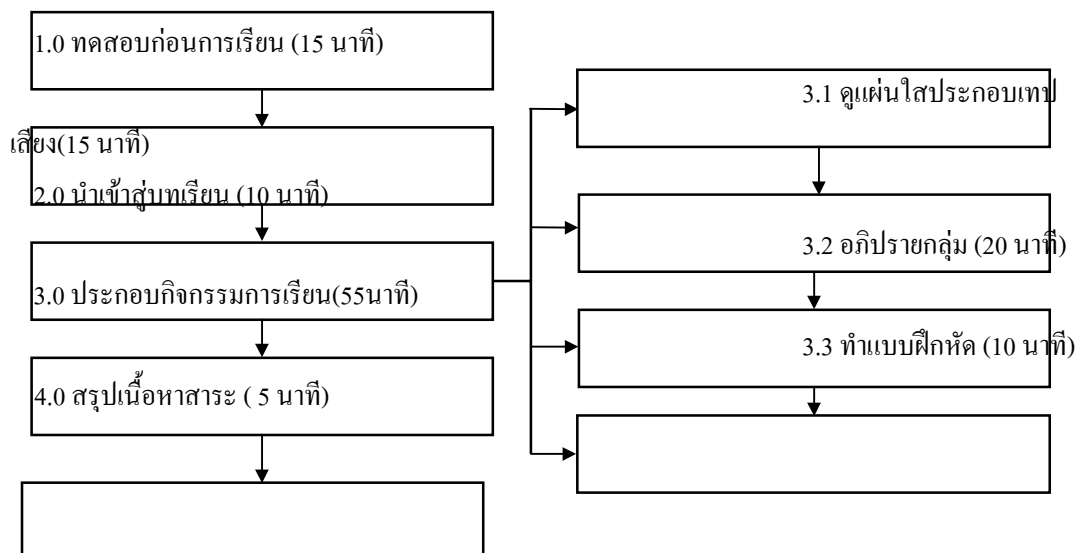 1.0 ทดสอบก่อนการเรียน (15 นาที)
3.1 ดูแผ่นใสประกอบเทป
เสียง(15 นาที)
2.0 นำเข้าสู่บทเรียน (10 นาที)
3.2 อภิปรายกลุ่ม (20 นาที)
3.0 ประกอบกิจกรรมการเรียน(55นาที)
3.3 ทำแบบฝึกหัด (10 นาที)
4.0 สรุปเนื้อหาสาระ ( 5 นาที)